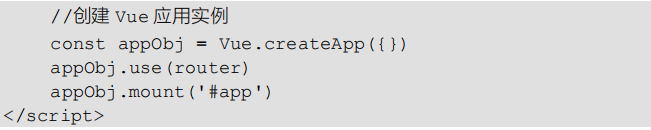 //创建 Vue 应用实例
const appObj = Vue.createApp({})
appObj.use(router)
appObj.mount('#app')
</script>